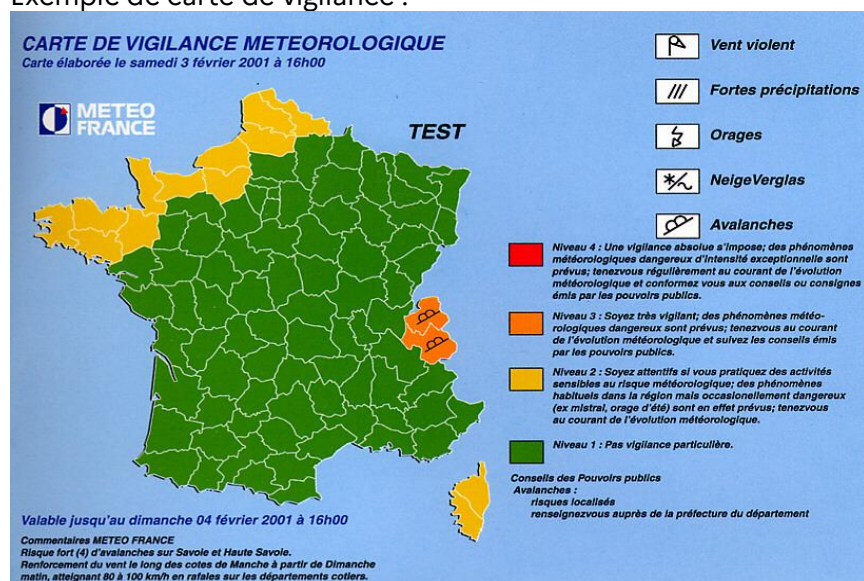 Exemple de carte de vigilance :
CARTE DE VIGILANCE METEOROLOGIQUE
Carte élaborée le samedi 3 février 2001 à 16h00
METEO
FRANCE
TEST
Vent violent
Fortes précipitations
Orages
NeigeVerglas
Avalanches
Niveau 4 : Une vigilance absolue s'impose; des phénomènes
météorologiques dangereux d'intensité exceptionnelle sont
prévus; tenezvous régulièrement au courant de l'évolution
météorologique et conformez vous aux conseils ou consignes
émis par les pouvoirs publics.
Niveau 3 : Soyez très vigilant; des phénomènes météo-
rologiques dangereux sont prévus; tenezvous au courant
de l'évolution météorologique et suivez les conseils émis
par les pouvoirs publics.
Niveau 2 : Soyez attentifs si vous pratiquez des activités
sensibles au risque météorologique; des phénomènes
habituels dans la région mais occasionellement dangereux
(ex mistral, orage d'été) sont en effet prévus; tenezvous
au courant de l'évolution météorologique.
Niveau 1 : Pas vigilance particulière.
Conseils des Pouvoirs publics
Avalanches :
risques localisés
renseignezvous auprès de la préfecture du département
Valable jusqu'au dimanche 04 février 2001 à 16h00
Commentaires METEO FRANCE
Risque fort (4) d'avalanches sur Savoie et Haute Savoie.
Renforcement du vent le long des cotes de Manche à partir de Dimanche
matin, atteignant 80 à 100 km/h en rafales sur les départements cotiers.